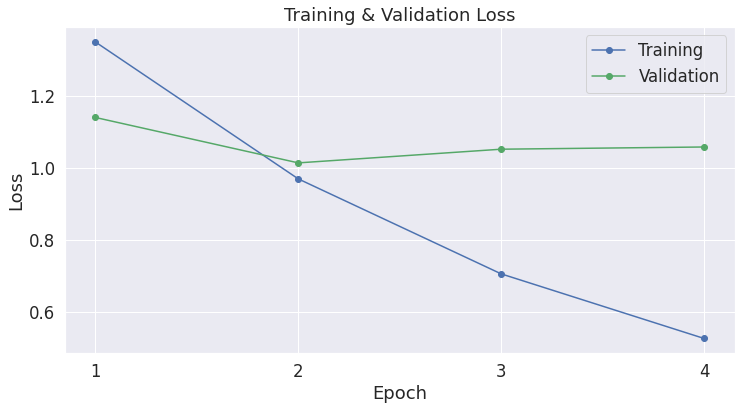 Training & Validation Loss
Training
Validation
1.2
1.0
0.8
0.6
Loss
1 2 3 4
Epoch